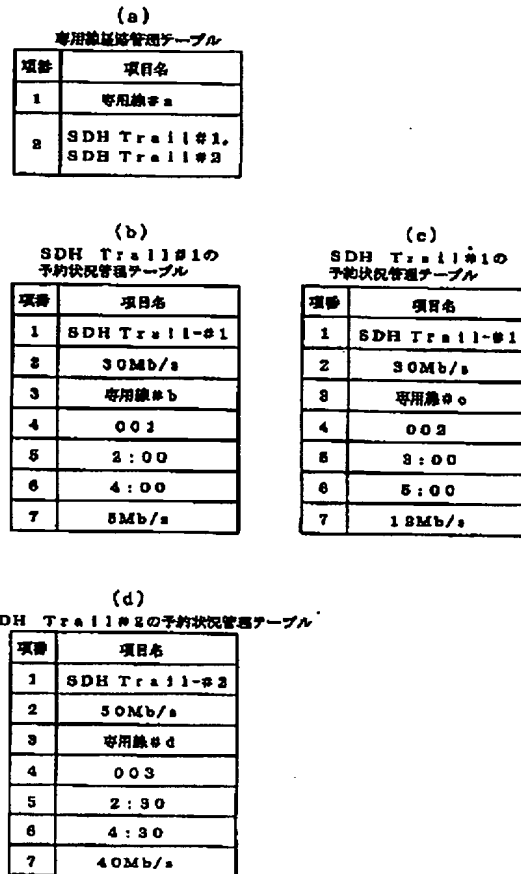 (a)
専用線経路管理テーブル
項番 項目名
1 専用線#a
2 SDH Trail#1,
SDH Trail#2
(b)
SDH Trail#1の
予約状況管理テーブル
項番 項目名
1 SDH Trail-#1
2 30Mb/s
3 専用線#b
4 001
5 2:00
6 4:00
7 5Mb/s
(c)
SDH Trail#1の
予約状況管理テーブル
項番 項目名
1 SDH Trail-#1
2 30Mb/s
3 専用線#c
4 002
5 3:00
6 5:00
7 12Mb/s
(d)
DH Trail#2の予約状況管理テーブル
項番 項目名
1 SDH Trail-#2
2 50Mb/s
3 専用線#d
4 003
5 2:30
6 4:30
7 40Mb/s